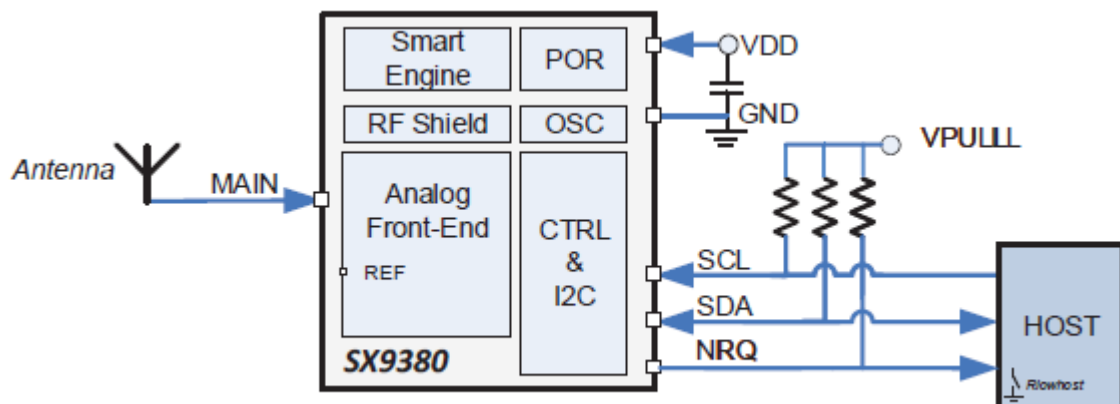 Smart
Engine
POR
VDD
RF Shield
OSC
GND
Antenna
MAIN
Analog
Front-End
REF
CTRL
&
I2C
VPULLL
SCL
SDA
NRQ
HOST
Rlowhost
SX9380